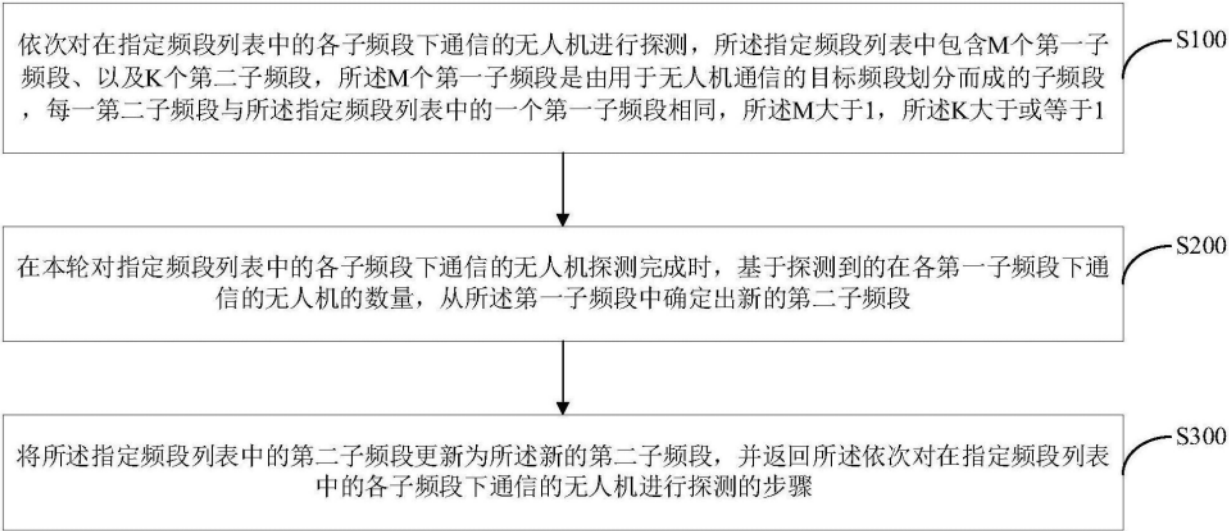 依次对在指定频段列表中的各子频段下通信的无人机进行探测，所述指定频段列表中包含M个第一子
频段、以及K个第二子频段，所述M个第一子频段是由用于无人机通信的目标频段划分而成的子频段
，每一第二子频段与所述指定频段列表中的一个第一子频段相同，所述M大于1，所述K大于或等于1
S100
在本轮对指定频段列表中的各子频段下通信的无人机探测完成时，基于探测到的在各第一子频段下通
信的无人机的数量，从所述第一子频段中确定出新的第二子频段
S200
将所述指定频段列表中的第二子频段更新为所述新的第二子频段，并返回所述依次对在指定频段列表
中的各子频段下通信的无人机进行探测的步骤
S300